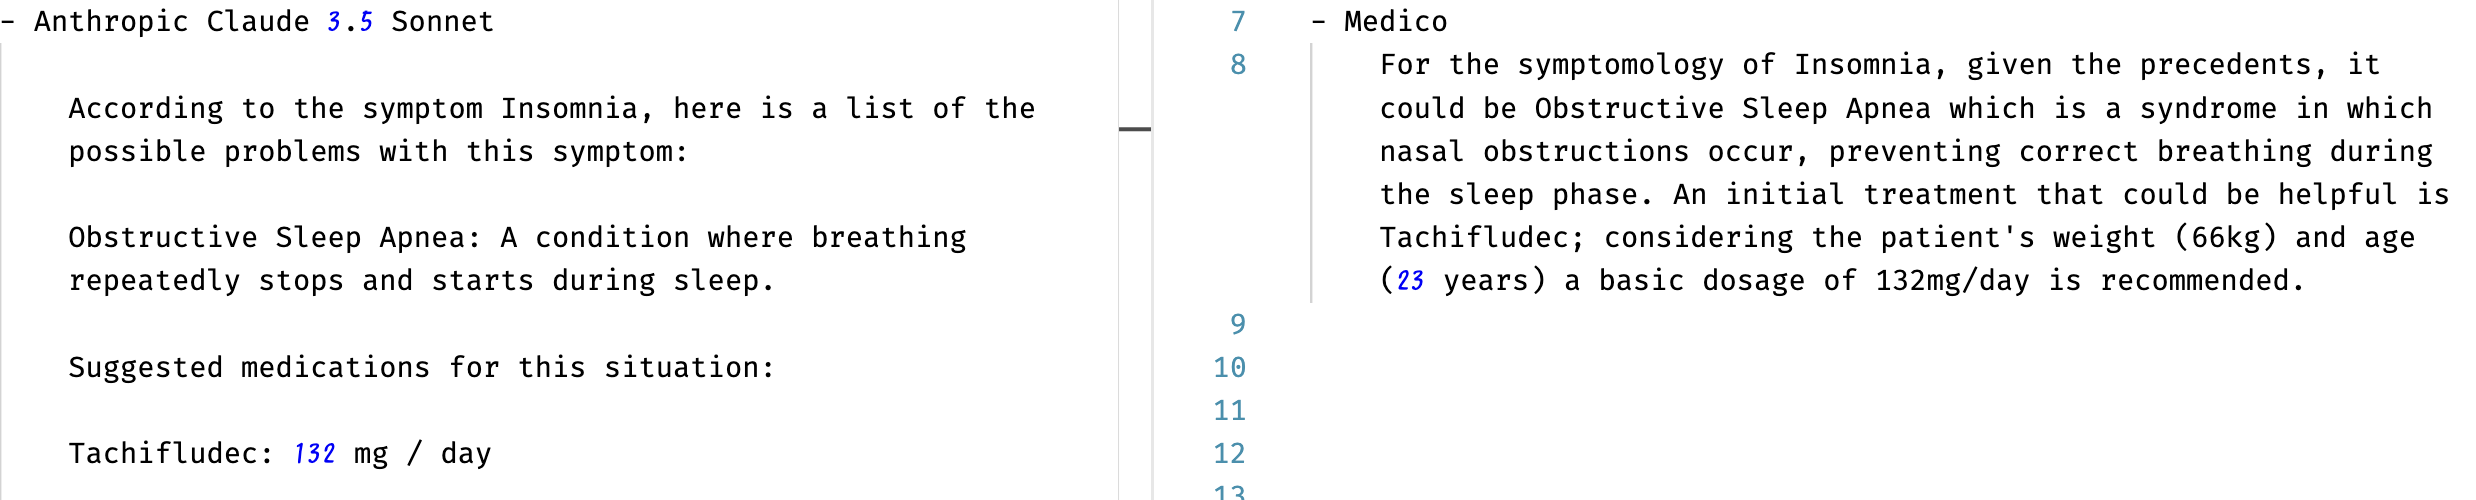 - Anthropic Claude 3.5 Sonnet
According to the symptom Insomnia, here is a list of the
possible problems with this symptom:
Obstructive Sleep Apnea: A condition where breathing
repeatedly stops and starts during sleep.
Suggested medications for this situation:
Tachifludec: 132 mg / day
7 - Medico
8 For the symptomology of Insomnia, given the precedents, it
could be Obstructive Sleep Apnea which is a syndrome in which
nasal obstructions occur, preventing correct breathing during
the sleep phase. An initial treatment that could be helpful is
Tachifludec; considering the patient's weight (66kg) and age
(23 years) a basic dosage of 132mg/day is recommended.
9
10
11
12
13